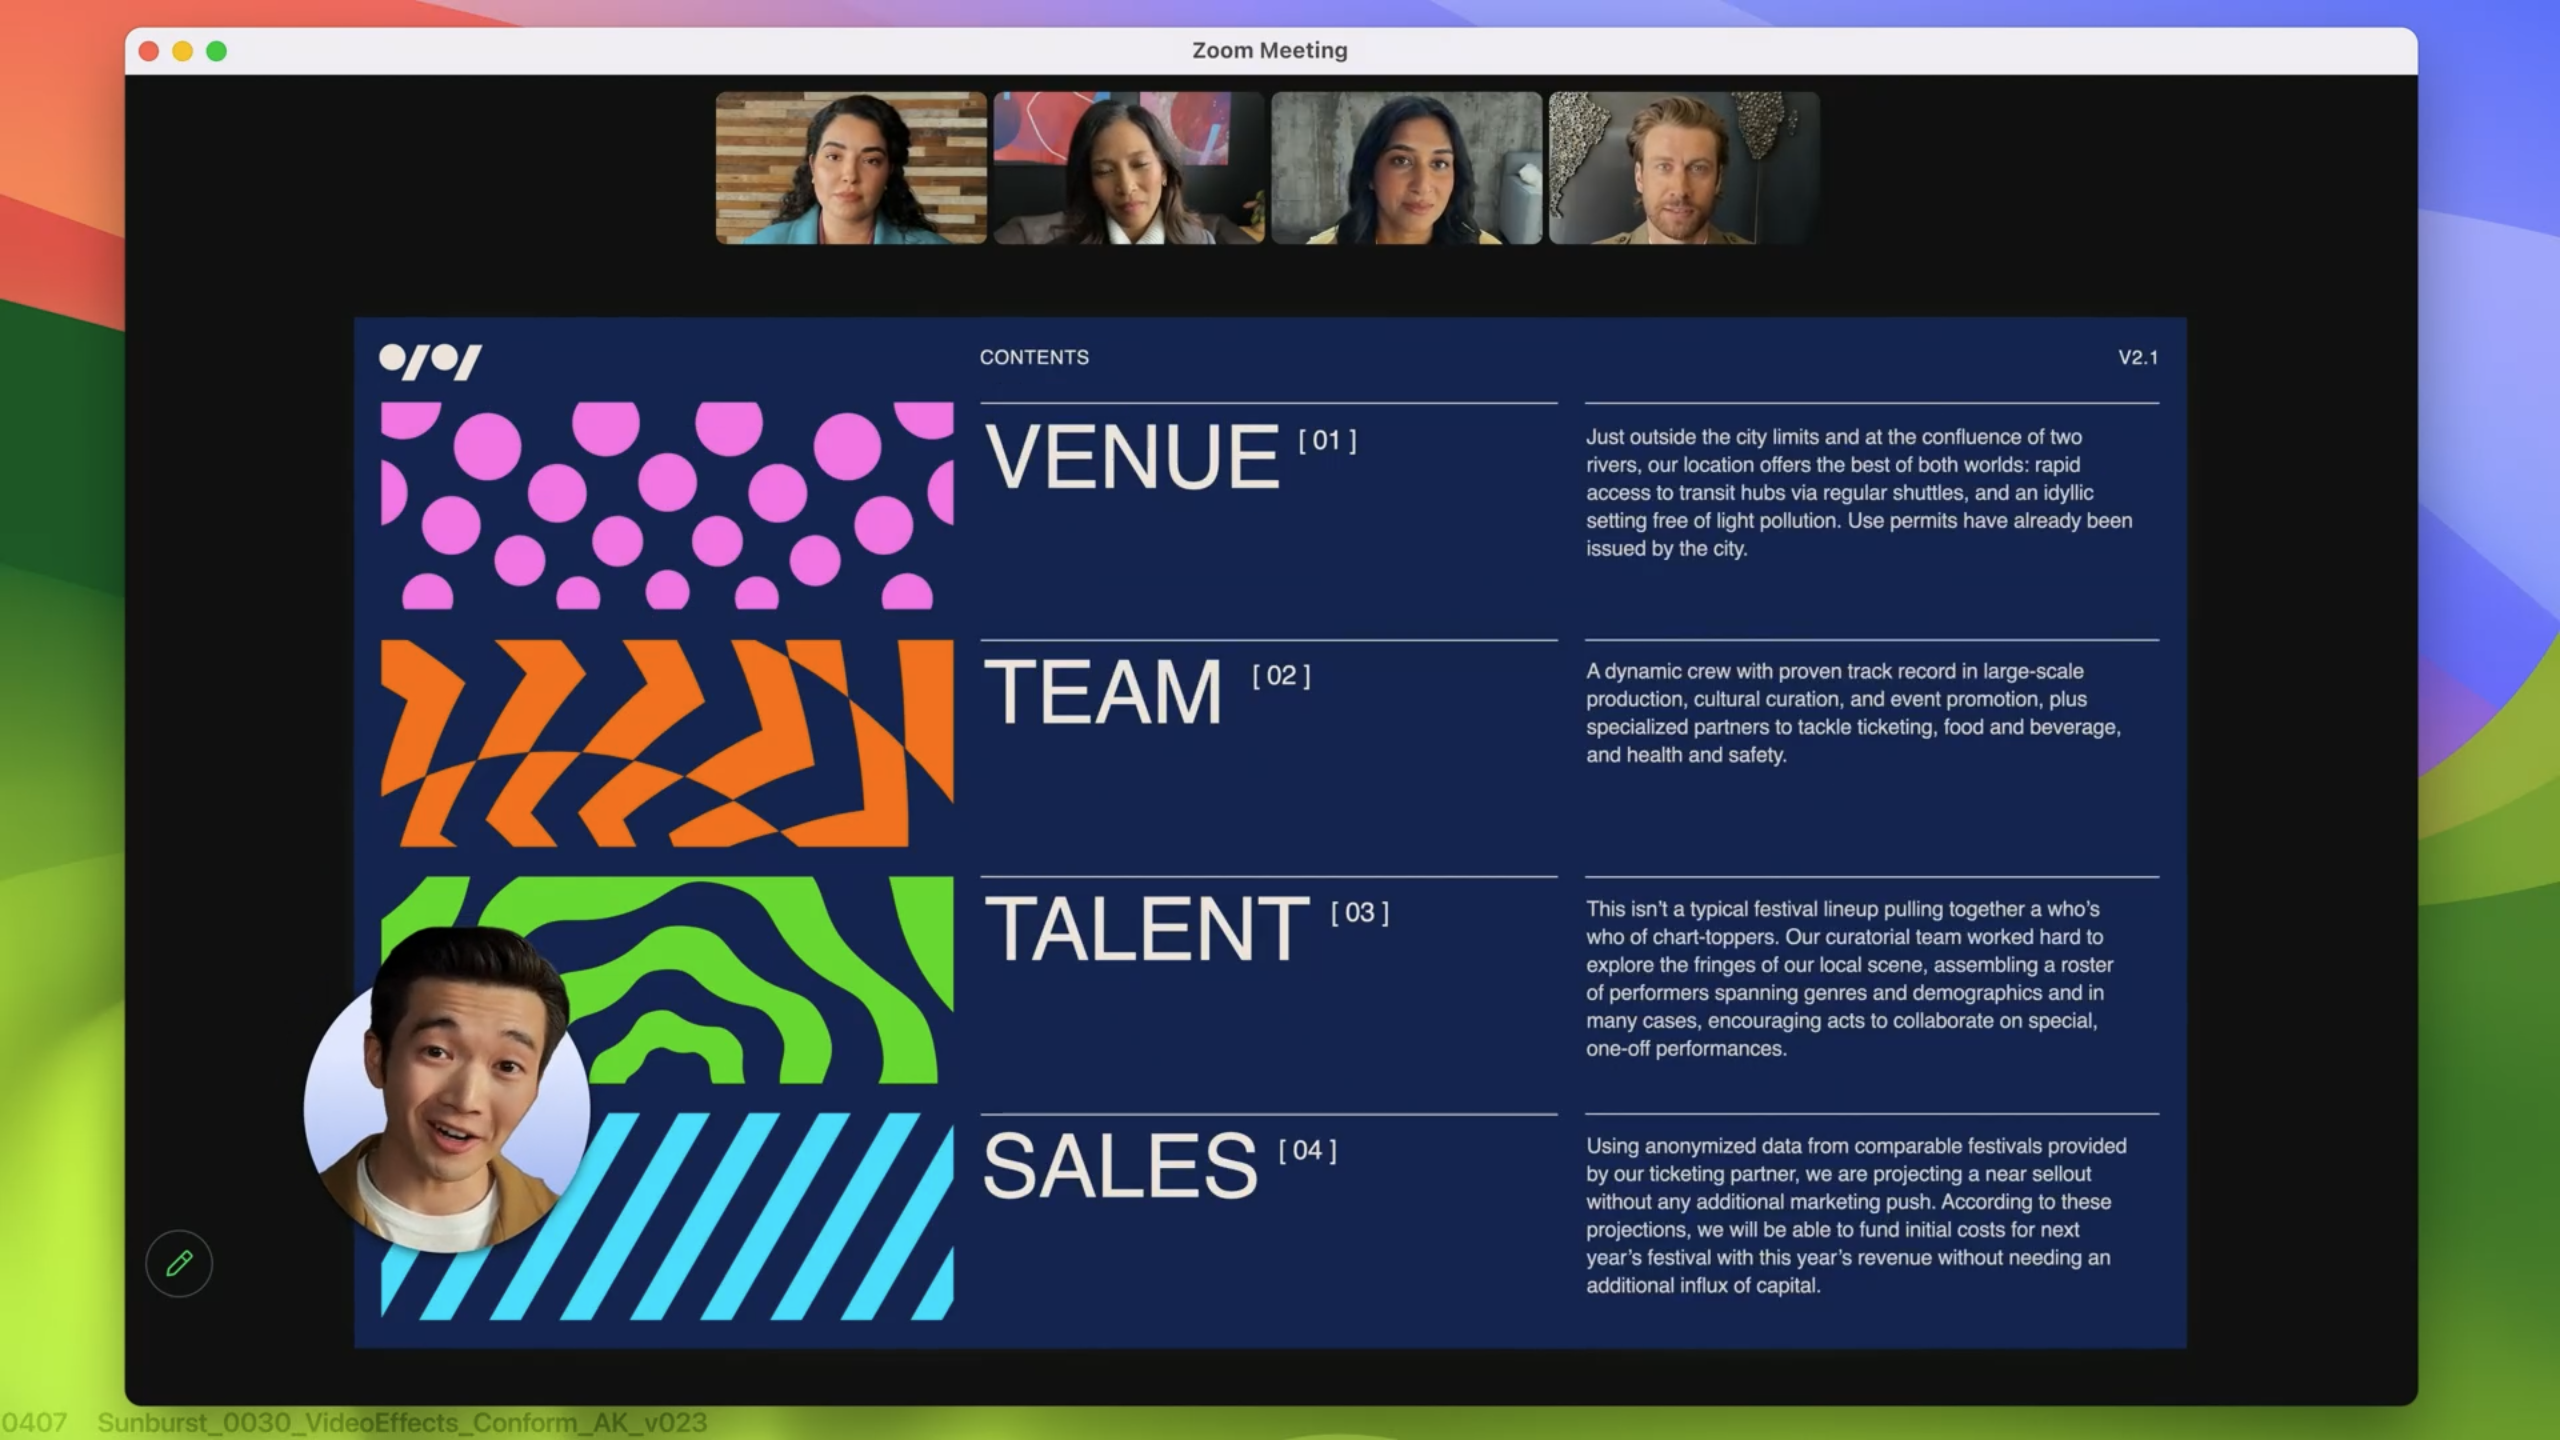 Zoom Meeting
CONTENTS
V2.1
VENUE [ 01 ]
Just outside the city limits and at the confluence of two
rivers, our location offers the best of both worlds: rapid
access to transit hubs via regular shuttles, and an idyllic
setting free of light pollution. Use permits have already been
issued by the city.
TEAM [ 02 ]
A dynamic crew with proven track record in large-scale
production, cultural curation, and event promotion, plus
specialized partners to tackle ticketing, food and beverage,
and health and safety.
TALENT [ 03 ]
This isn’t a typical festival lineup pulling together a who’s
who of chart-toppers. Our curatorial team worked hard to
explore the fringes of our local scene, assembling a roster
of performers spanning genres and demographics and in
many cases, encouraging acts to collaborate on special,
one-off performances.
SALES [ 04 ]
Using anonymized data from comparable festivals provided
by our ticketing partner, we are projecting a near sellout
without any additional marketing push. According to these
projections, we will be able to fund initial costs for next
year’s festival with this year’s revenue without needing an
additional influx of capital.
0407 Sunburst_0030_VideoEffects_Conform_AK_v023